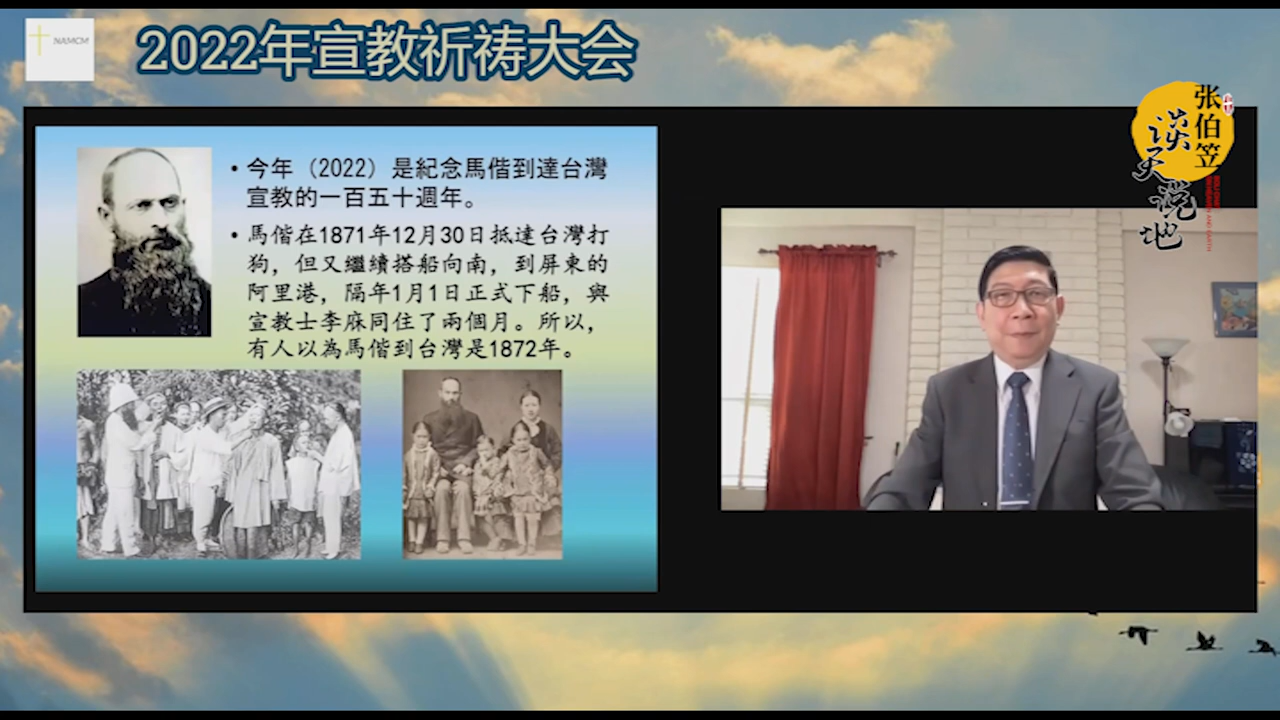 NAMCM
2022年宣教祈祷大会
张伯笠
谈天说地
• 今年（2022）是紀念馬偕到達台灣
宣教的一百五十週年。
• 馬偕在1871年12月30日抵達台灣打
狗，但又繼續搭船向南，到屏東的
阿里港，隔年1月1日正式下船，與
宣教士李庥同住了兩個月。所以，
有人以為馬偕到台灣是1872年。